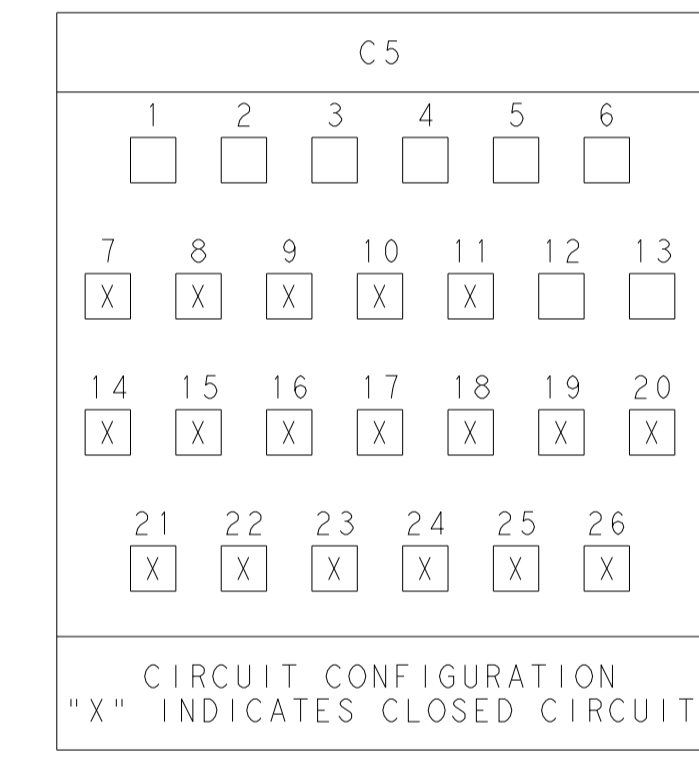 C5
1 2 3 4 5 6
7 8 9 10 11 12 13
X X X X X
14 15 16 17 18 19 20
X X X X X X X
21 22 23 24 25 26
X X X X X X
CIRCUIT CONFIGURATION
"X" INDICATES CLOSED CIRCUIT